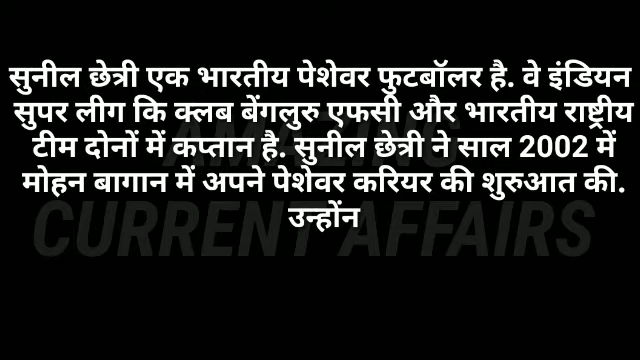 सुनील छेत्री एक भारतीय पेशेवर फुटबॉलर है. वे इंडियन
सुपर लीग कि क्लब बेंगलुरु एफसी और भारतीय राष्ट्रीय
टीम दोनों में कप्तान है. सुनील छेत्री ने साल 2002 में
मोहन बागान में अपने पेशेवर करियर की शुरुआत की.
उन्होंन
AMAZING
CURRENT AFFAIRS